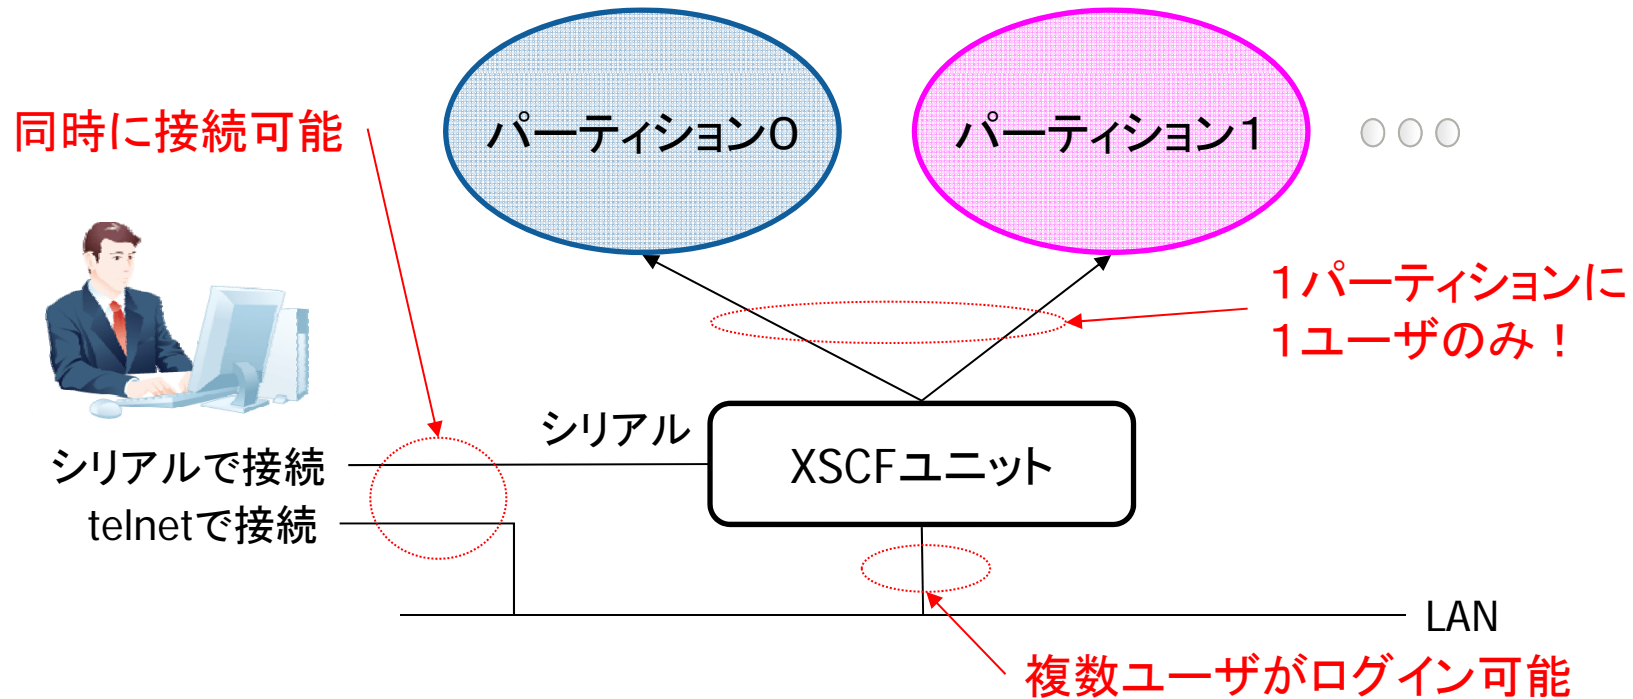 パーティション０
パーティション１
同時に接続可能
１パーティションに
１ユーザのみ！
シリアル
シリアルで接続
XSCFユニット
telnetで接続
LAN
複数ユーザがログイン可能